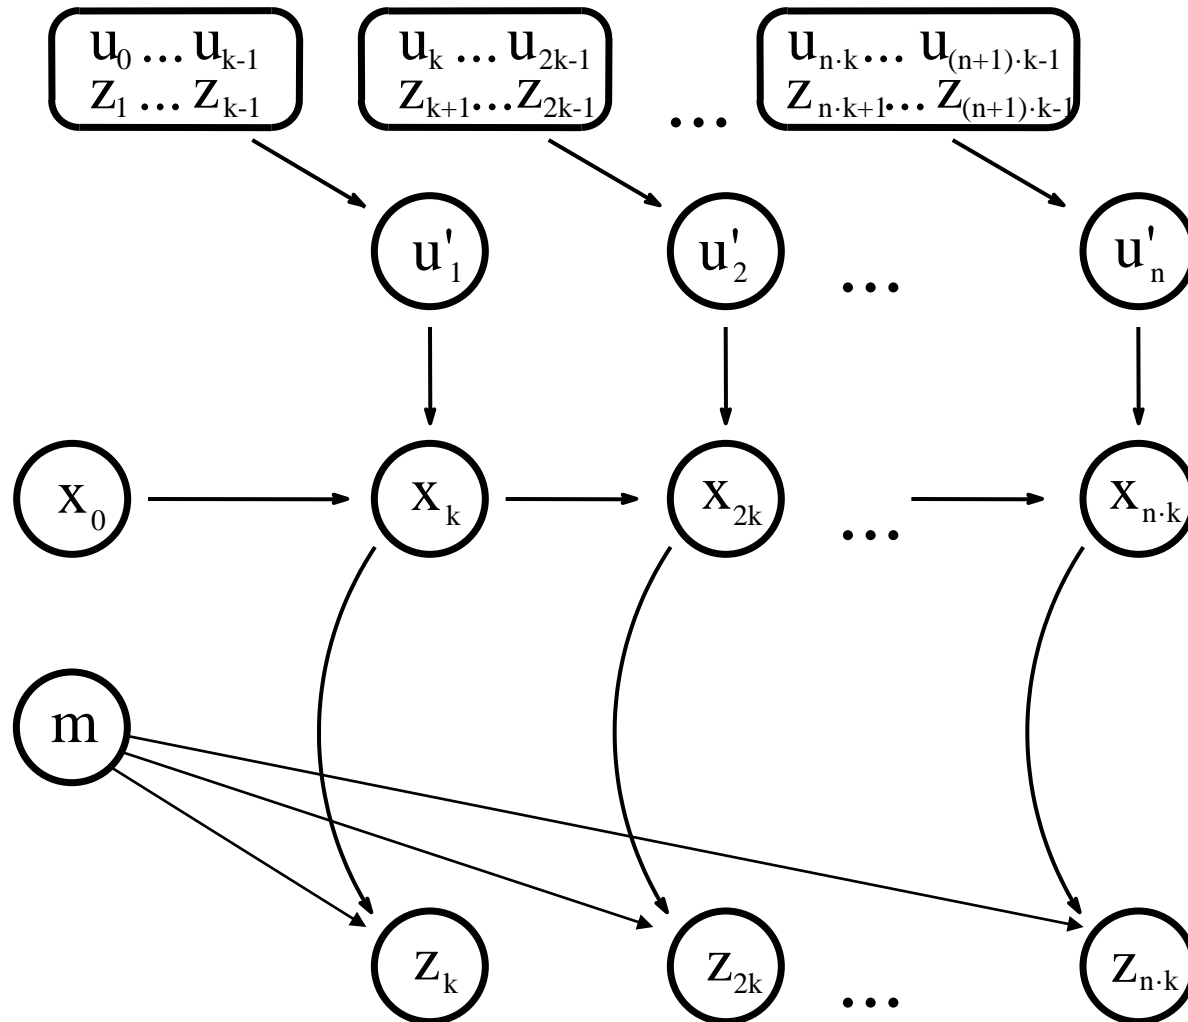 u0 ... uk-1 uk ... u2k-1 un·k... u(n+1)·k-1
z1 ... zk-1 zk+1...z2k-1 ... zn·k+1... z(n+1)·k-1
u'1 u'2 ... u'n
x0 xk x2k ... xn·k
m
zk z2k ... zn·k